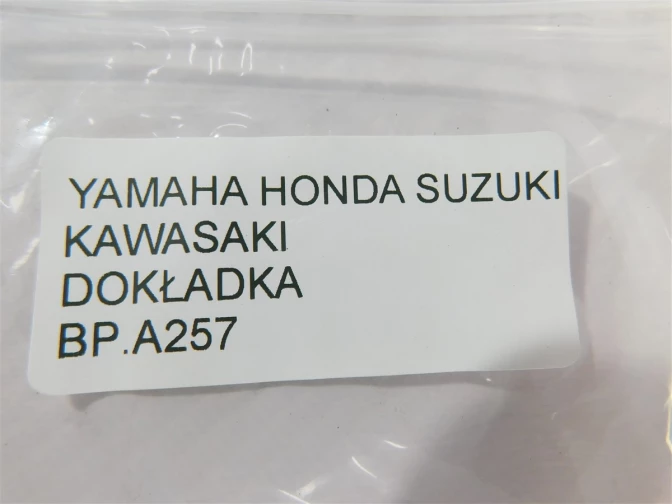 YAMAHA HONDA SUZUKI
KAWASAKI
DOKŁADKA
BP.A257